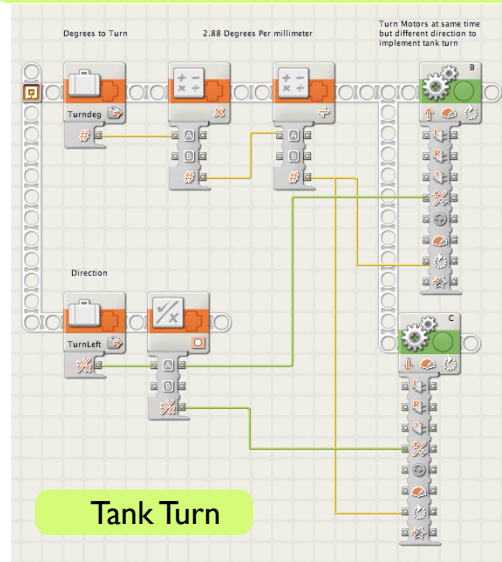 Degrees to Turn
2.88 Degrees Per millimeter
Turn Motors at same time
but different direction to
implement tank turn
B
Turndeg
A
B
A
B
L
R
?
Direction
C
TurnLeft
A
B
L
R
?
Tank Turn